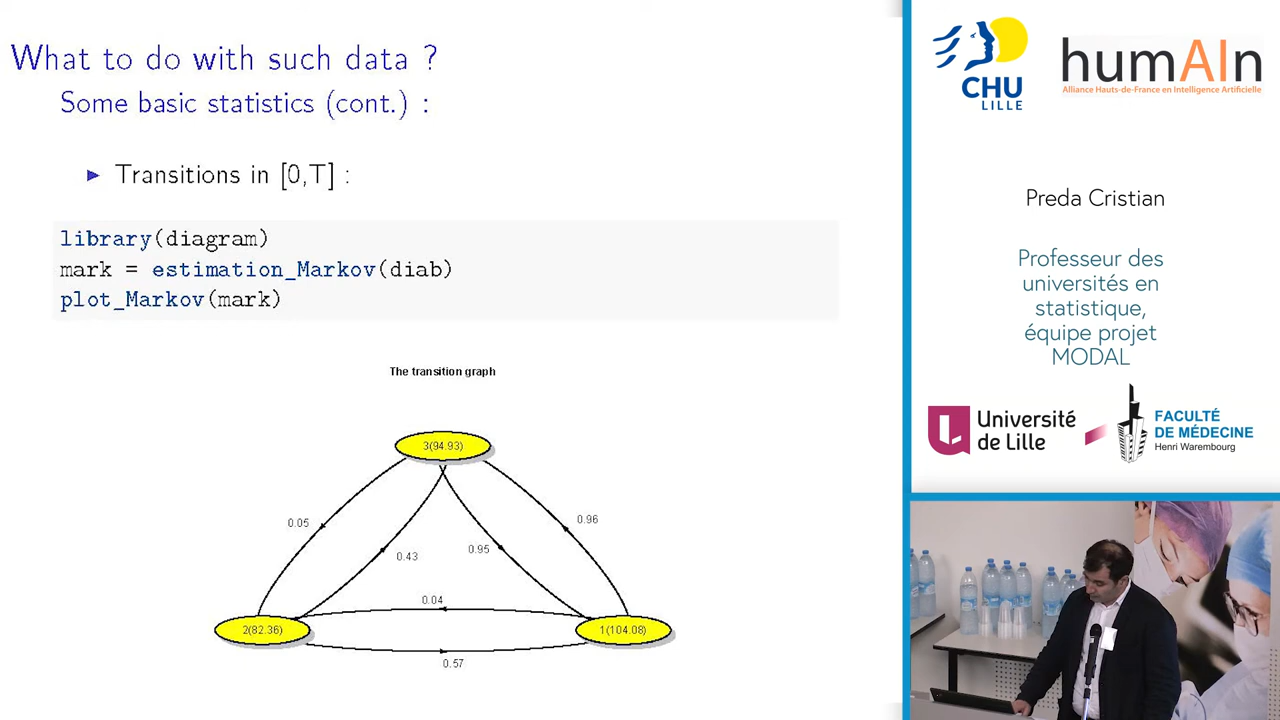 What to do with such data ?
Some basic statistics (cont.) :
► Transitions in [0,T] :
library(diagram)
mark = estimation_Markov(diab)
plot_Markov(mark)
The transition graph
3(94.93)
0.05
0.96
0.43
0.95
0.04
2(82.36)
1(104.08)
0.57
CHU
LILLE
humAIn
Alliance Hauts-de-France en Intelligence Artificielle
Preda Cristian
Professeur des
universités en
statistique,
équipe projet
MODAL
Université
de Lille
FACULTÉ
DE MÉDECINE
Henri Warembourg